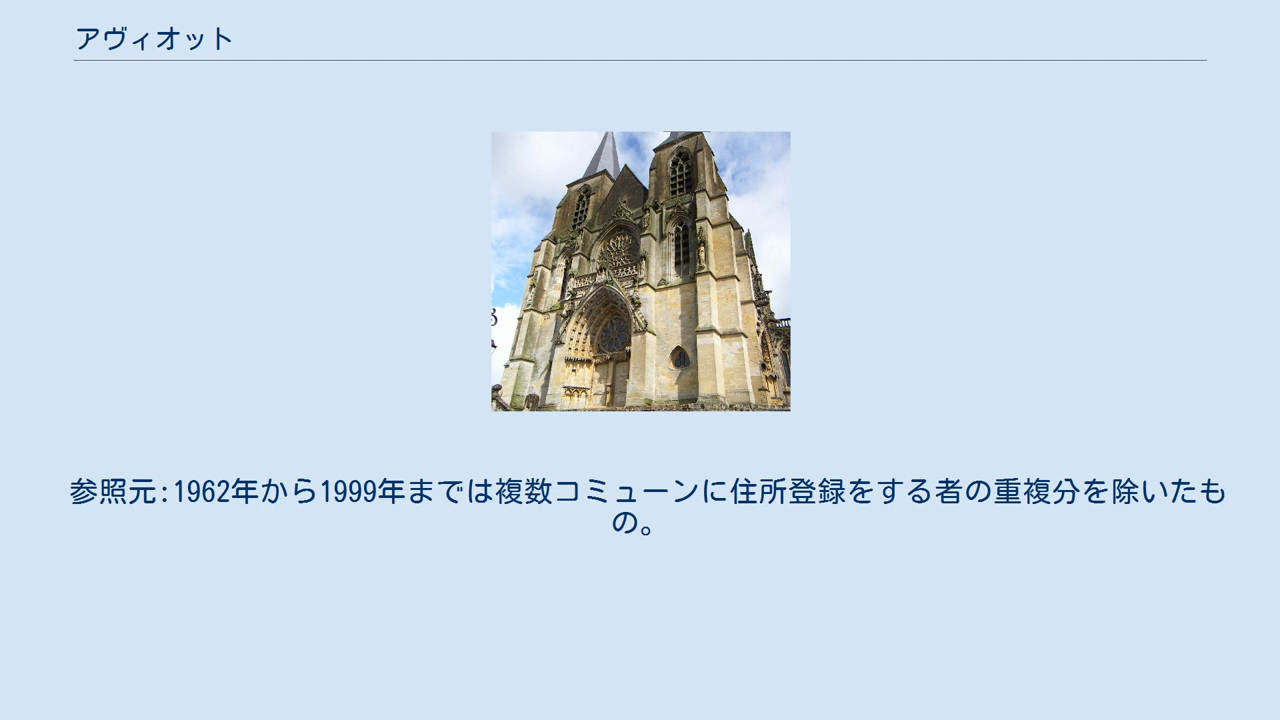 アヴィオット
参照元:1962年から1999年までは複数コミューンに住所登録をする者の重複分を除いたも
の。